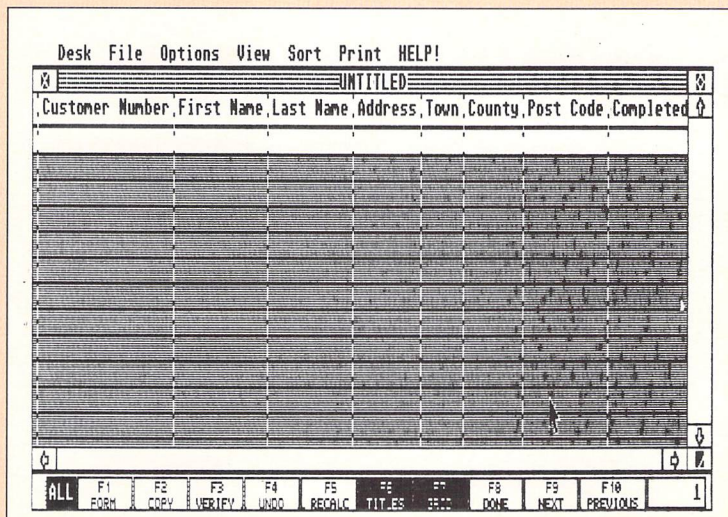 Desk File Options View Sort Print HELP!
UNTITLED
Customer Number First Name Last Name Address Town County Post Code Completed
ALL F1 F2 F3 F4 F5 F6 F7 F8 F9 F10 1
FORM COPY VERIFY UNDO RECALC TITLES DONE NEXT PREVIOUS